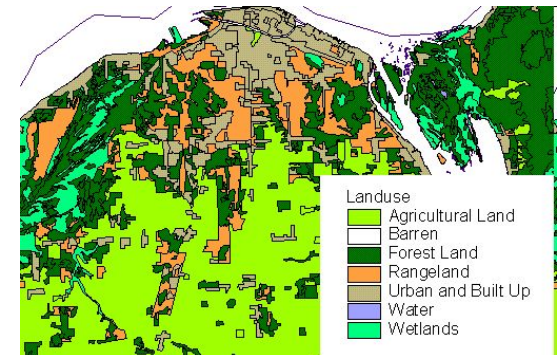 Landuse
Agricultural Land
Barren
Forest Land
Rangeland
Urban and Built Up
Water
Wetlands